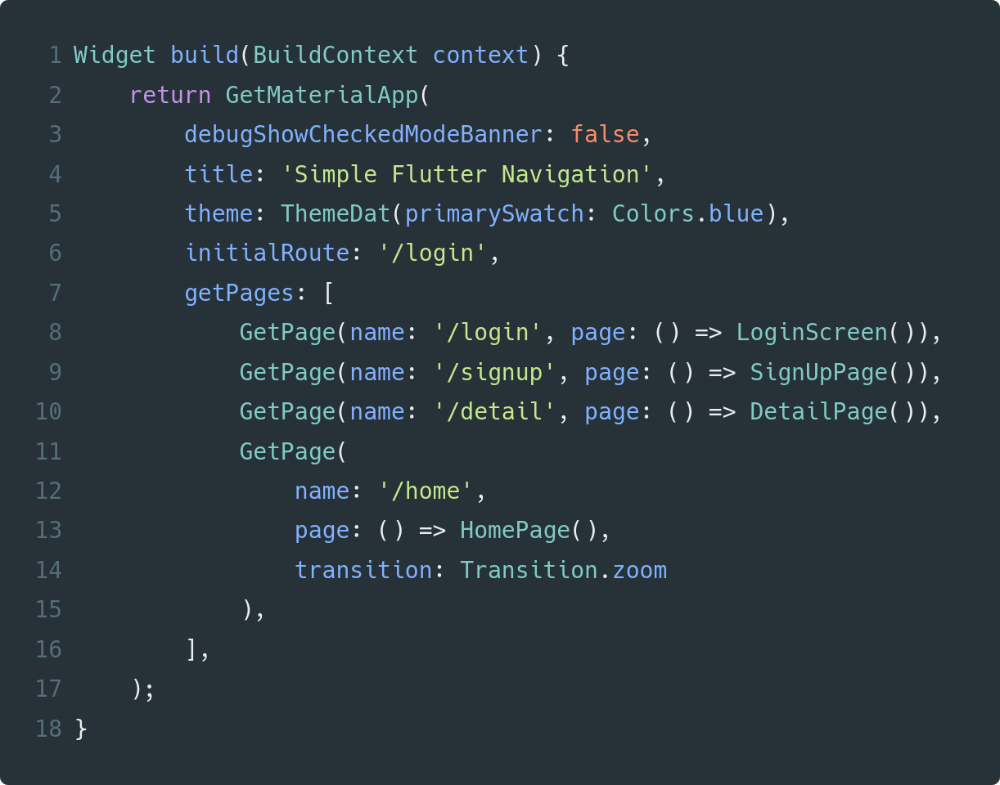 1 Widget build(BuildContext context) {
2     return GetMaterialApp(
3         debugShowCheckedModeBanner: false,
4         title: 'Simple Flutter Navigation',
5         theme: ThemeDat(primarySwatch: Colors.blue),
6         initialRoute: '/login',
7         getPages: [
8             GetPage(name: '/login', page: () => LoginScreen()),
9             GetPage(name: '/signup', page: () => SignUpPage()),
10             GetPage(name: '/detail', page: () => DetailPage()),
11             GetPage(
12                 name: '/home',
13                 page: () => HomePage(),
14                 transition: Transition.zoom
15             ),
16         ],
17     );
18 }